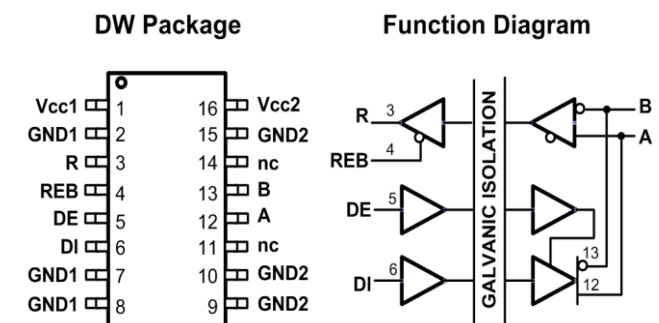 DW Package
Vcc1 1 16 Vcc2
GND1 2 15 GND2
R 3 14 nc
REB 4 13 B
DE 5 12 A
DI 6 11 nc
GND1 7 10 GND2
GND1 8 9 GND2
Function Diagram
R 3
REB 4
DE 5
DI 6
GALVANIC ISOLATION
B
A
13
12